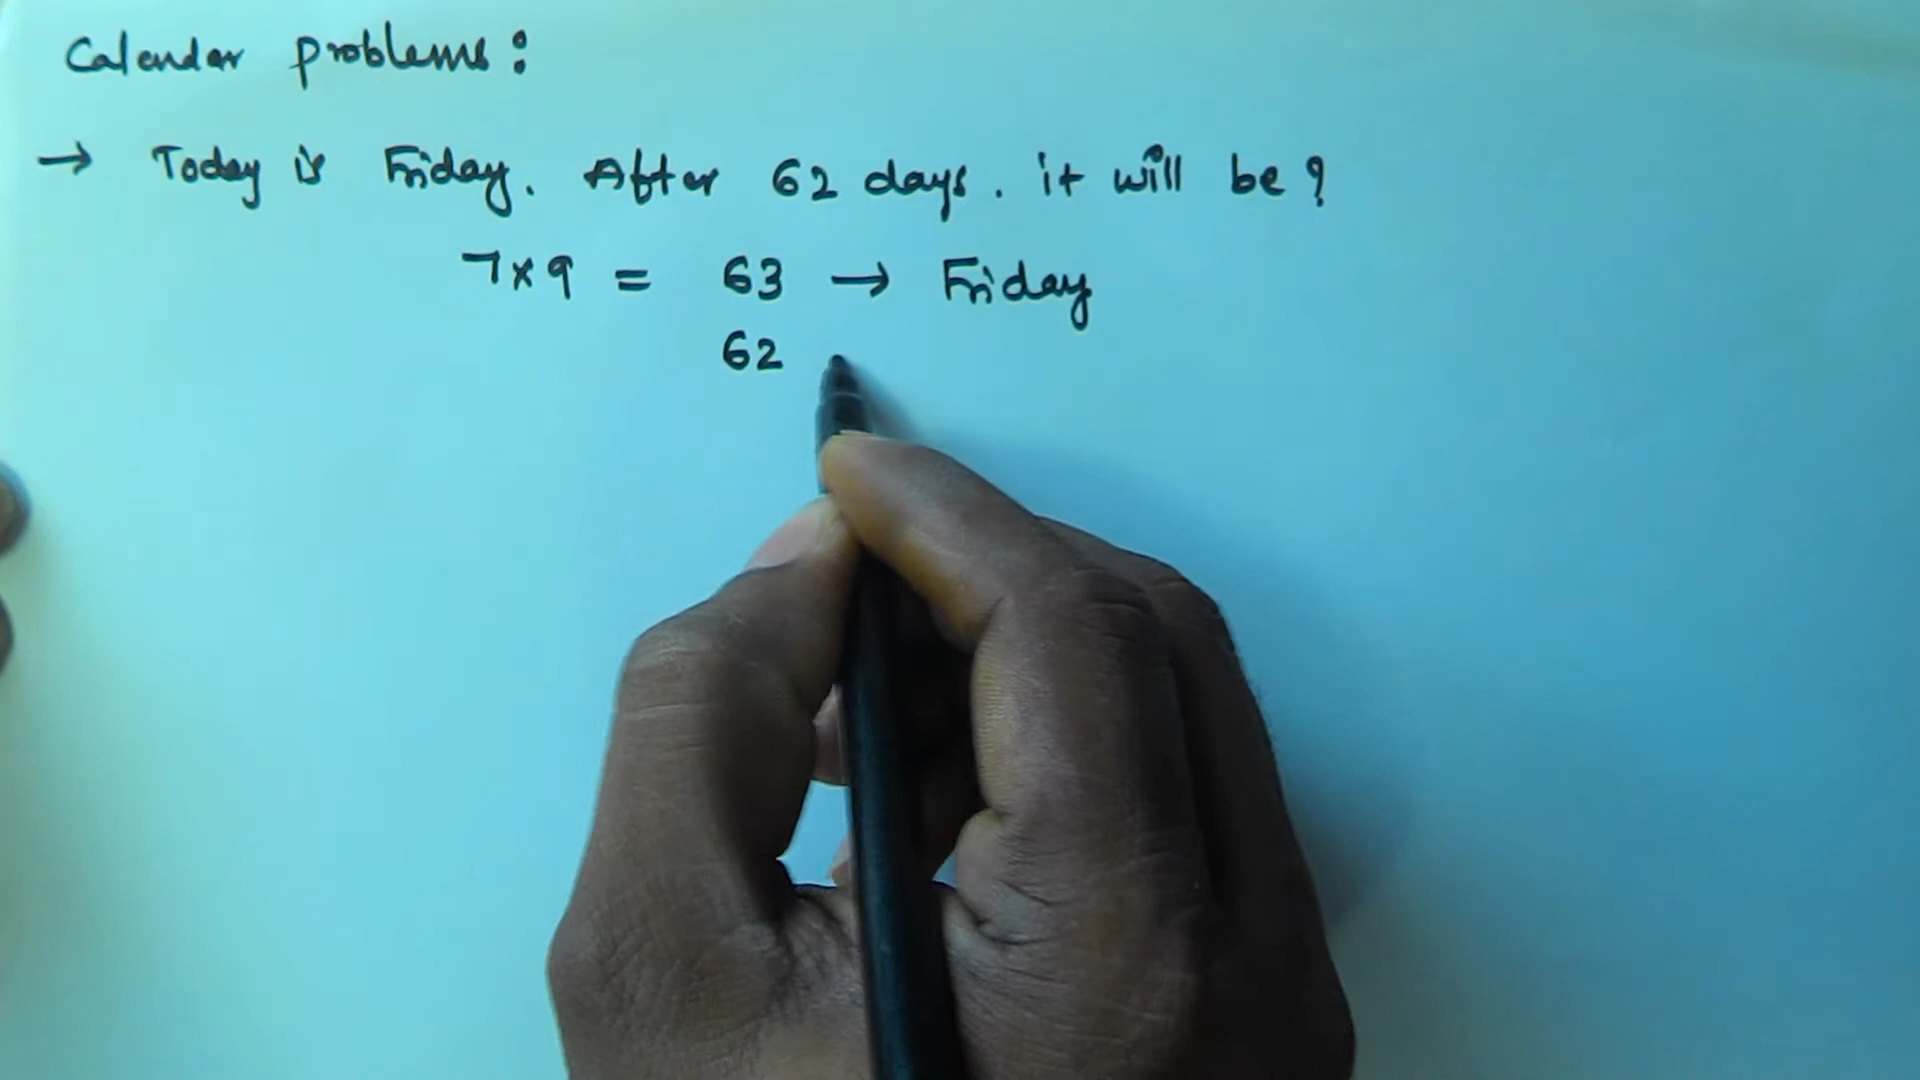 Calendar problems:
→ Today is Friday. After 62 days. it will be?
7×9 = 63 → Friday
62